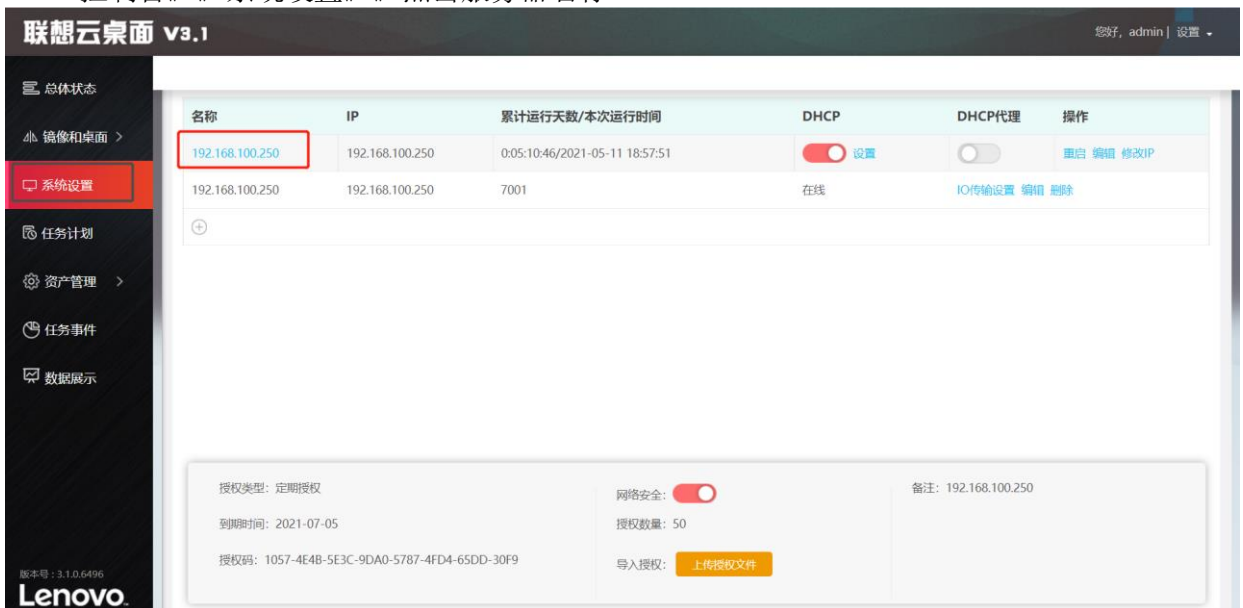 联想云桌面 V3.1
您好, admin | 设置
总体状态
镜像和桌面 >
系统设置
任务计划
资产管理 >
任务事件
数据展示
名称 IP 累计运行天数/本次运行时间 DHCP DHCP代理 操作
192.168.100.250 192.168.100.250 0:05:10:46/2021-05-11 18:57:51 设置 重启 编辑 修改IP
192.168.100.250 192.168.100.250 7001 在线 IO传输设置 编辑 删除
授权类型: 定期授权 网络安全: 备注: 192.168.100.250
到期时间: 2021-07-05 授权数量: 50
授权码: 1057-4E4B-5E3C-9DA0-5787-4FD4-65DD-30F9 导入授权: 上传授权文件
版本号 : 3.1.0.6496
Lenovo.